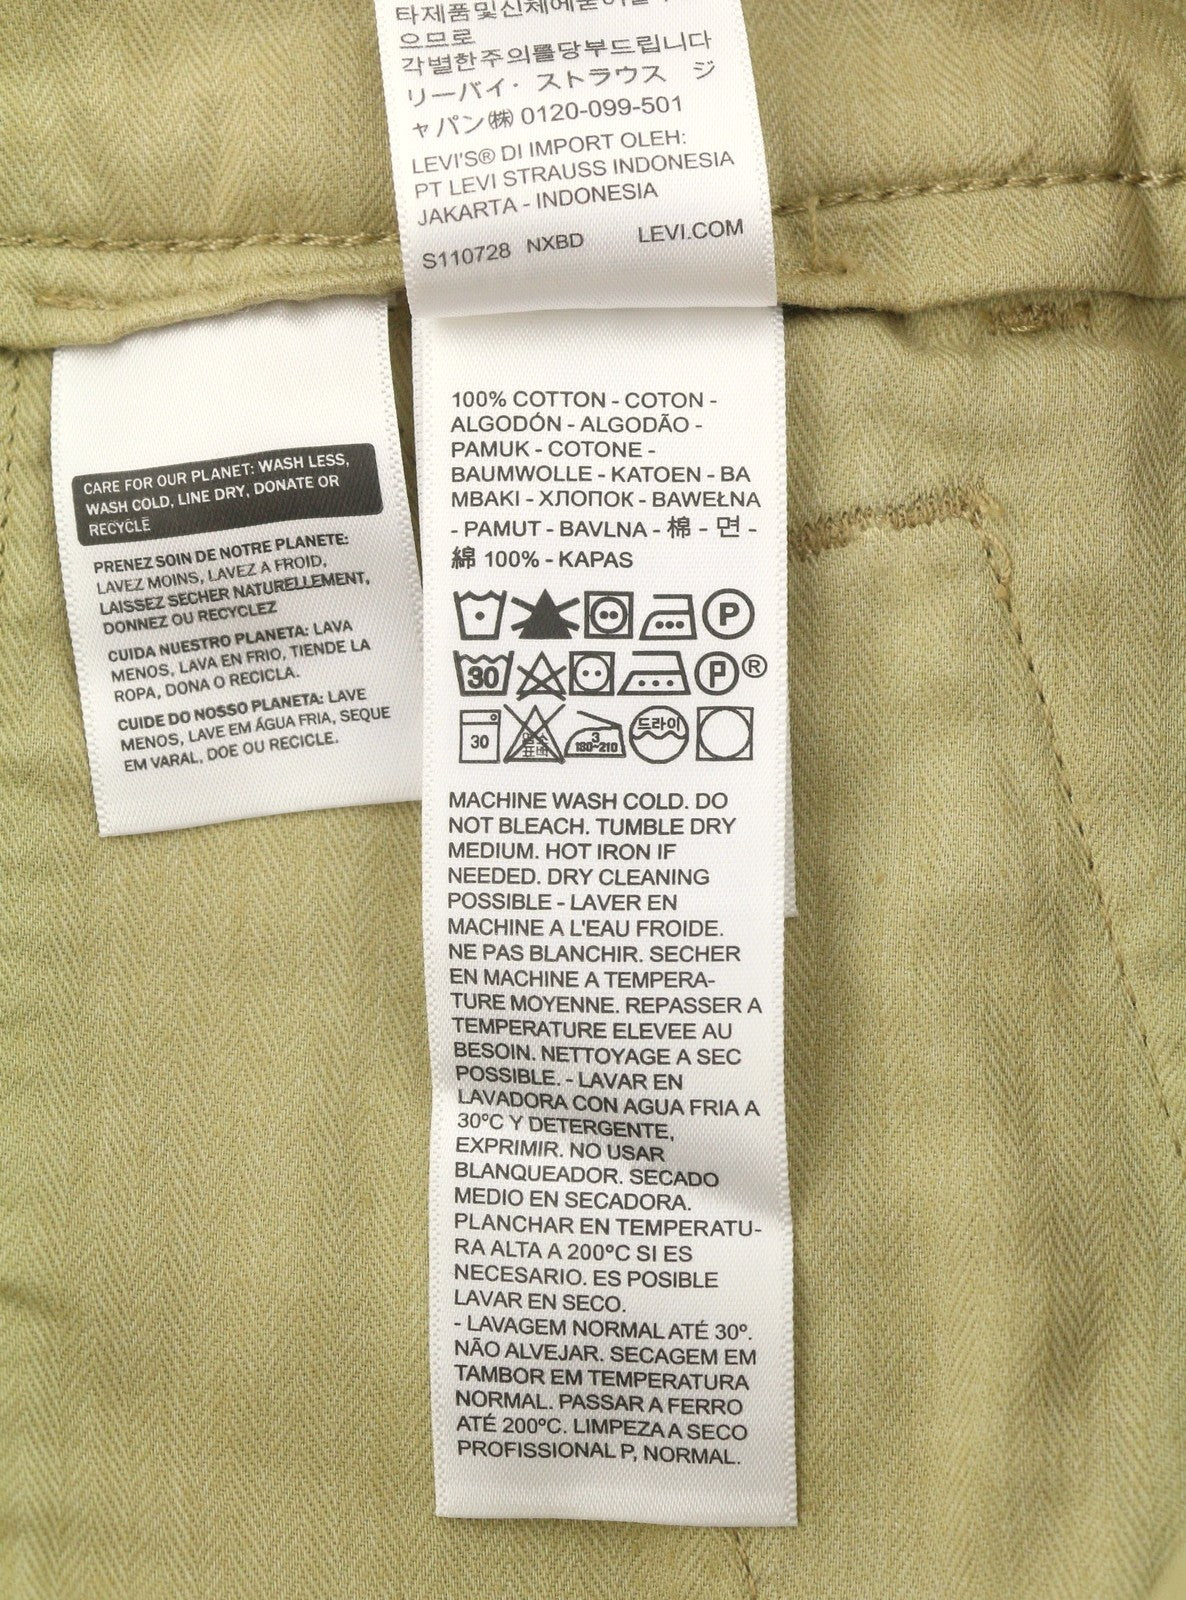 타제품및신체에묻어날수
으므로
각별한주의를당부드립니다
リーバイ・ストラウス ジ
ャパン㈱ 0120-099-501
LEVI'S® DI IMPORT OLEH:
PT LEVI STRAUSS INDONESIA
JAKARTA - INDONESIA
S110728 NXBD LEVI.COM
CARE FOR OUR PLANET: WASH LESS,
WASH COLD, LINE DRY, DONATE OR
RECYCLE
PRENEZ SOIN DE NOTRE PLANETE:
LAVEZ MOINS, LAVEZ A FROID,
LAISSEZ SECHER NATURELLEMENT,
DONNEZ OU RECYCLEZ
CUIDA NUESTRO PLANETA: LAVA
MENOS, LAVA EN FRIO, TIENDE LA
ROPA, DONA O RECICLA.
CUIDE DO NOSSO PLANETA: LAVE
MENOS, LAVE EM ÁGUA FRIA, SEQUE
EM VARAL, DOE OU RECICLE.
100% COTTON - COTON -
ALGODÓN - ALGODÃO -
PAMUK - COTONE -
BAUMWOLLE - KATOEN - BA
MBAKI - ХЛОПОК - BAWEŁNA
- PAMUT - BAVLNA - 棉 - 면 -
綿 100% - KAPAS
P
30 P ®
30 염소표백 3 180~210 드라이
MACHINE WASH COLD. DO
NOT BLEACH. TUMBLE DRY
MEDIUM. HOT IRON IF
NEEDED. DRY CLEANING
POSSIBLE - LAVER EN
MACHINE A L'EAU FROIDE.
NE PAS BLANCHIR. SECHER
EN MACHINE A TEMPERA-
TURE MOYENNE. REPASSER A
TEMPERATURE ELEVEE AU
BESOIN. NETTOYAGE A SEC
POSSIBLE. - LAVAR EN
LAVADORA CON AGUA FRIA A
30ºC Y DETERGENTE,
EXPRIMIR. NO USAR
BLANQUEADOR. SECADO
MEDIO EN SECADORA.
PLANCHAR EN TEMPERATU-
RA ALTA A 200ºC SI ES
NECESARIO. ES POSIBLE
LAVAR EN SECO.
- LAVAGEM NORMAL ATÉ 30º.
NÃO ALVEJAR. SECAGEM EM
TAMBOR EM TEMPERATURA
NORMAL. PASSAR A FERRO
ATÉ 200ºC. LIMPEZA A SECO
PROFISSIONAL P, NORMAL.